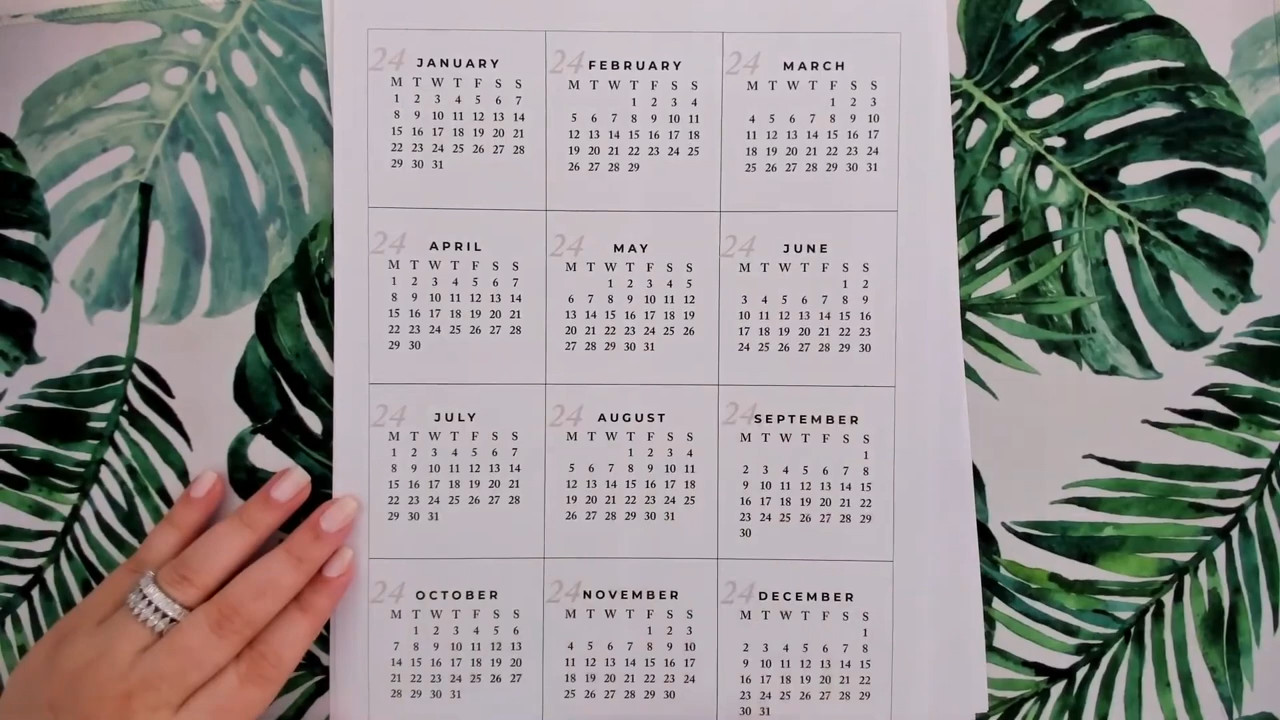 24 JANUARY
M T W T F S S
1 2 3 4 5 6 7
8 9 10 11 12 13 14
15 16 17 18 19 20 21
22 23 24 25 26 27 28
29 30 31
24 FEBRUARY
M T W T F S S
1 2 3 4
5 6 7 8 9 10 11
12 13 14 15 16 17 18
19 20 21 22 23 24 25
26 27 28 29
24 MARCH
M T W T F S S
1 2 3
4 5 6 7 8 9 10
11 12 13 14 15 16 17
18 19 20 21 22 23 24
25 26 27 28 29 30 31
24 APRIL
M T W T F S S
1 2 3 4 5 6 7
8 9 10 11 12 13 14
15 16 17 18 19 20 21
22 23 24 25 26 27 28
29 30
24 MAY
M T W T F S S
1 2 3 4 5
6 7 8 9 10 11 12
13 14 15 16 17 18 19
20 21 22 23 24 25 26
27 28 29 30 31
24 JUNE
M T W T F S S
1 2
3 4 5 6 7 8 9
10 11 12 13 14 15 16
17 18 19 20 21 22 23
24 25 26 27 28 29 30
24 JULY
M T W T F S S
1 2 3 4 5 6 7
8 9 10 11 12 13 14
15 16 17 18 19 20 21
22 23 24 25 26 27 28
29 30 31
24 AUGUST
M T W T F S S
1 2 3 4
5 6 7 8 9 10 11
12 13 14 15 16 17 18
19 20 21 22 23 24 25
26 27 28 29 30 31
24 SEPTEMBER
M T W T F S S
1
2 3 4 5 6 7 8
9 10 11 12 13 14 15
16 17 18 19 20 21 22
23 24 25 26 27 28 29
30
24 OCTOBER
M T W T F S S
1 2 3 4 5 6
7 8 9 10 11 12 13
14 15 16 17 18 19 20
21 22 23 24 25 26 27
28 29 30 31
24 NOVEMBER
M T W T F S S
1 2 3
4 5 6 7 8 9 10
11 12 13 14 15 16 17
18 19 20 21 22 23 24
25 26 27 28 29 30
24 DECEMBER
M T W T F S S
1
2 3 4 5 6 7 8
9 10 11 12 13 14 15
16 17 18 19 20 21 22
23 24 25 26 27 28 29
30 31